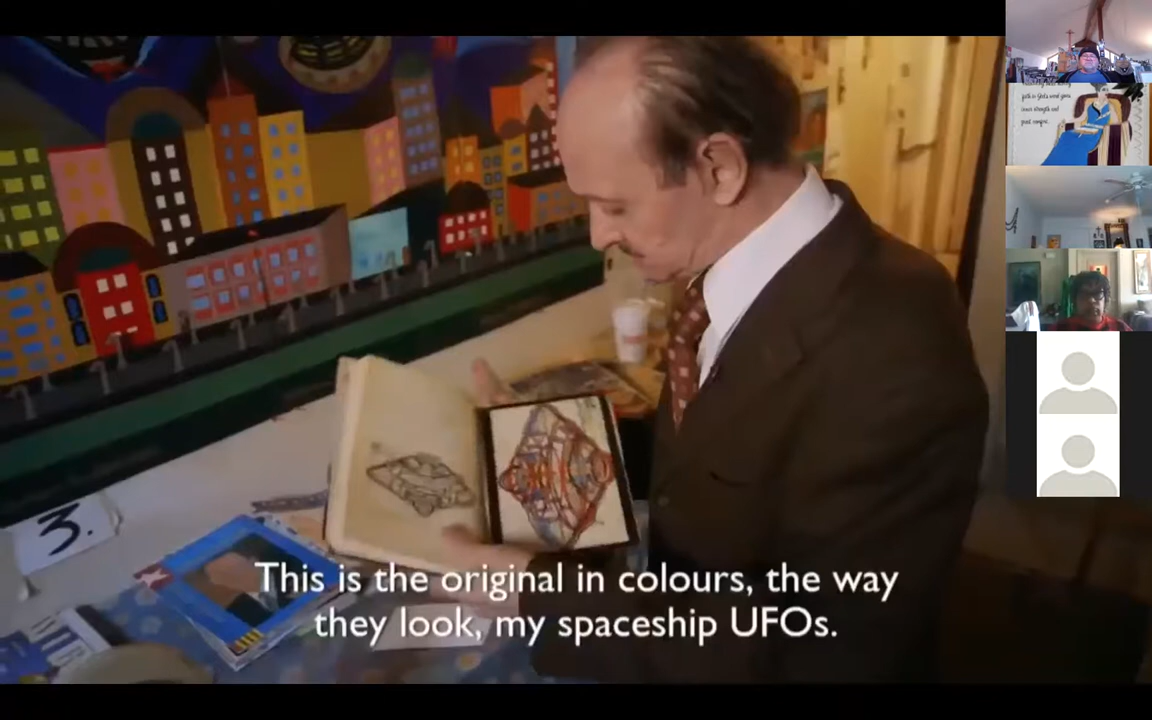 3.
This is the original in colours, the way
they look, my spaceship UFOs.